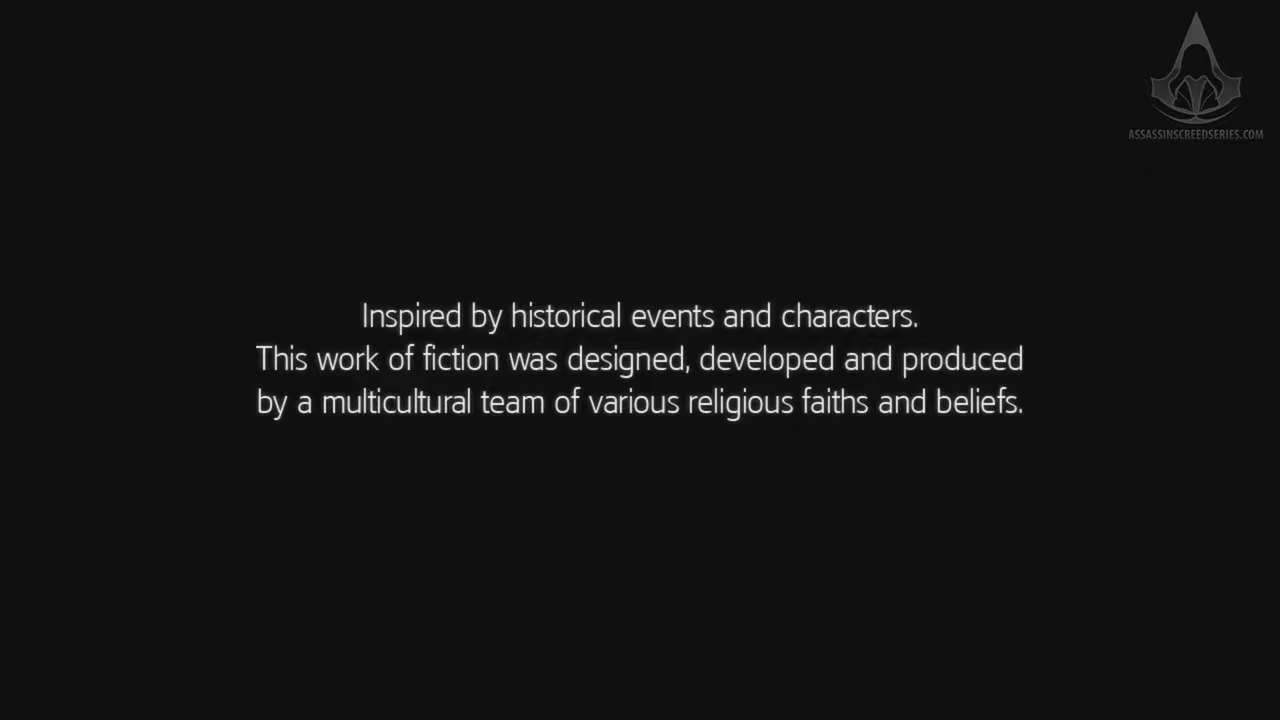 ASSASSINSCREEDSERIES.COM
Inspired by historical events and characters.
This work of fiction was designed, developed and produced
by a multicultural team of various religious faiths and beliefs.